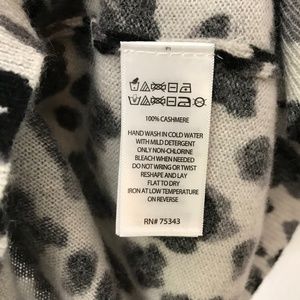 100% CASHMERE
HAND WASH IN COLD WATER
WITH MILD DETERGENT
ONLY NON-CHLORINE
BLEACH WHEN NEEDED
DO NOT WRING OR TWIST
RESHAPE AND LAY
FLAT TO DRY
IRON AT LOW TEMPERATURE
ON REVERSE
RN# 75343